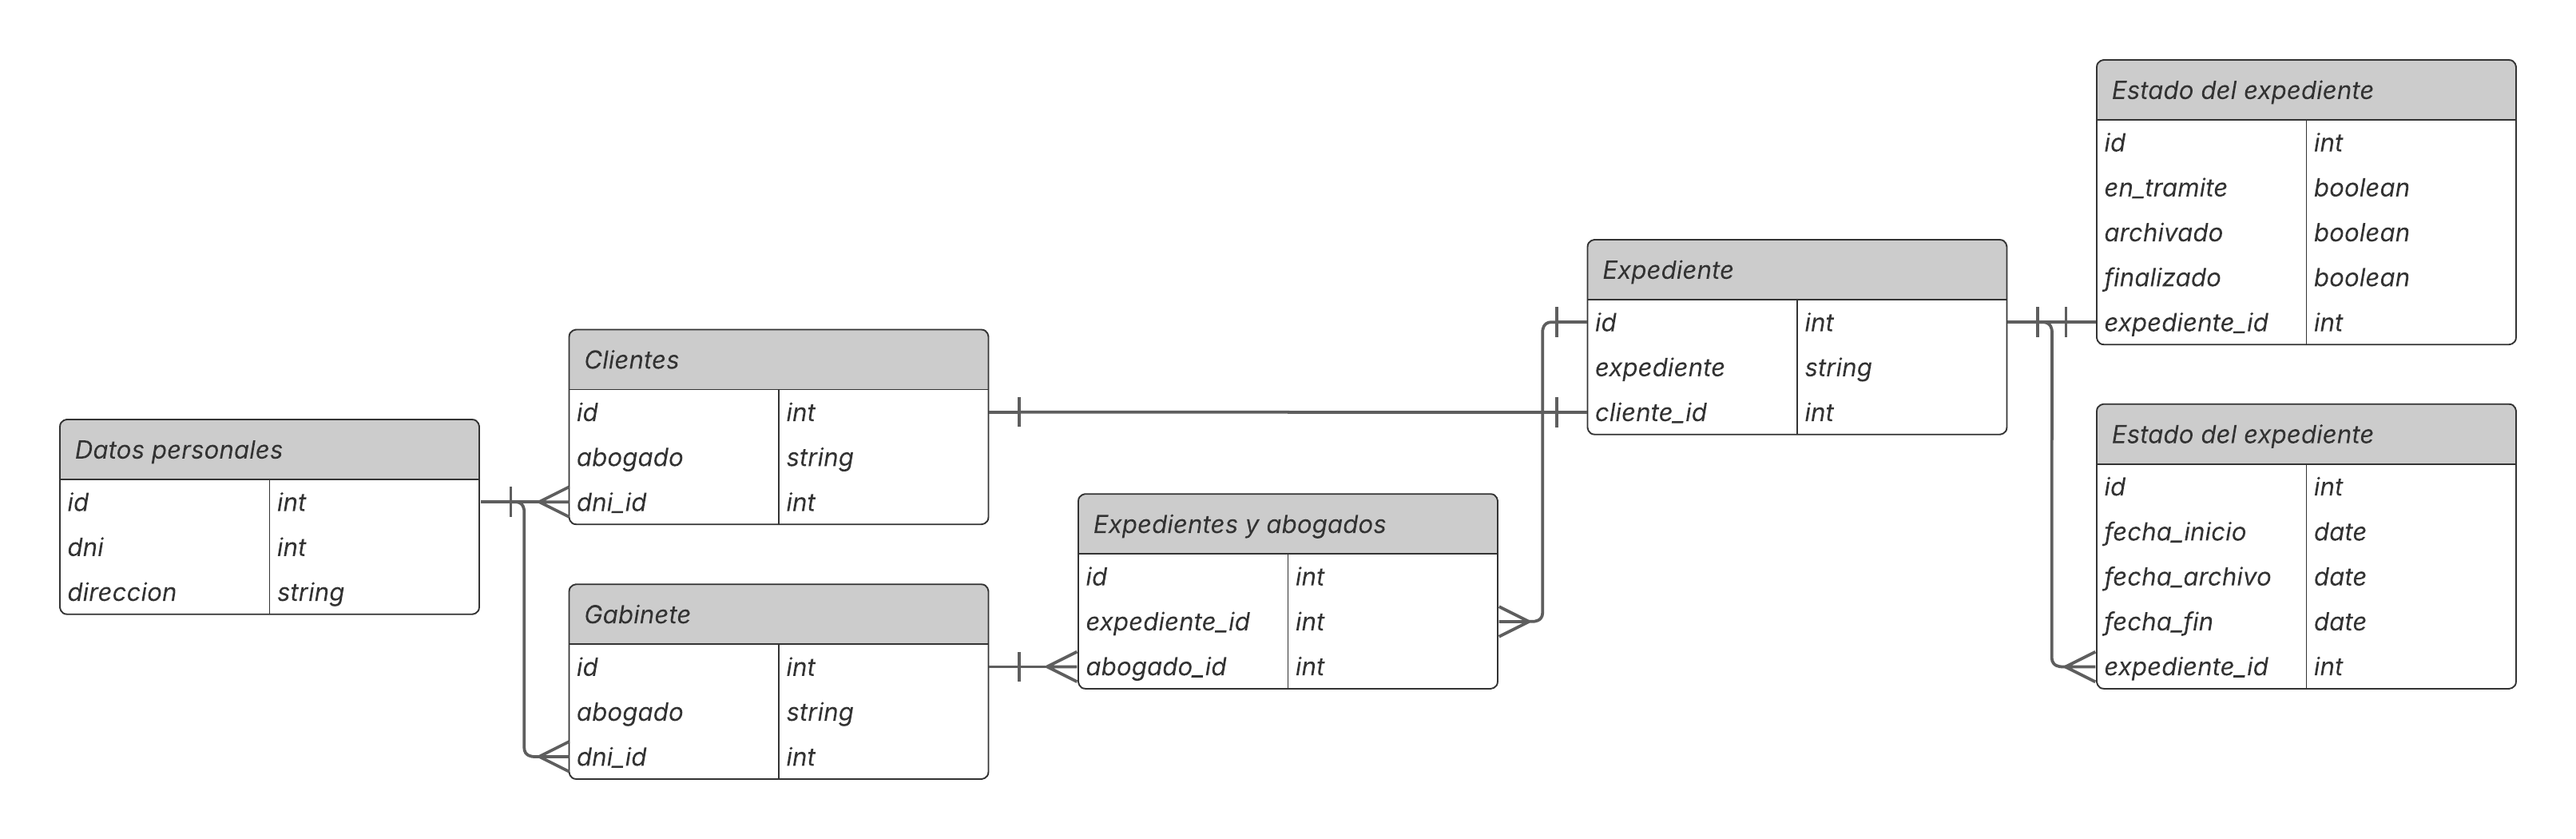 Datos personales
id int
dni int
direccion string
Clientes
id int
abogado string
dni_id int
Gabinete
id int
abogado string
dni_id int
Expedientes y abogados
id int
expediente_id int
abogado_id int
Expediente
id int
expediente string
cliente_id int
Estado del expediente
id int
en_tramite boolean
archivado boolean
finalizado boolean
expediente_id int
Estado del expediente
id int
fecha_inicio date
fecha_archivo date
fecha_fin date
expediente_id int